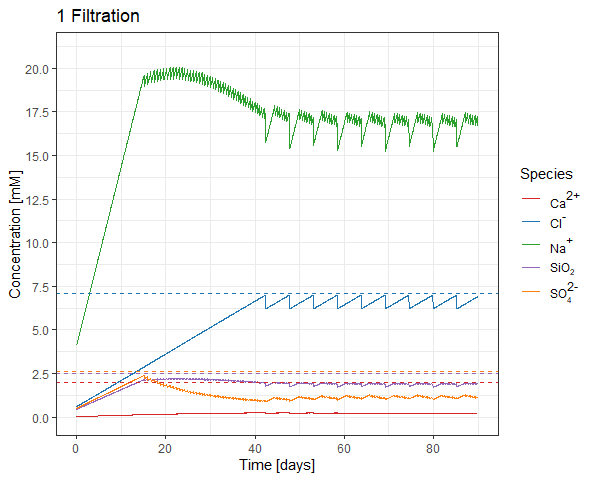 1 Filtration
20.0
17.5
15.0
12.5
10.0
7.5
5.0
2.5
0.0
Concentration [mM]
0
20
40
60
80
Time [days]
Species
Ca²⁺
Cl⁻
Na⁺
SiO₂
SO₄²⁻